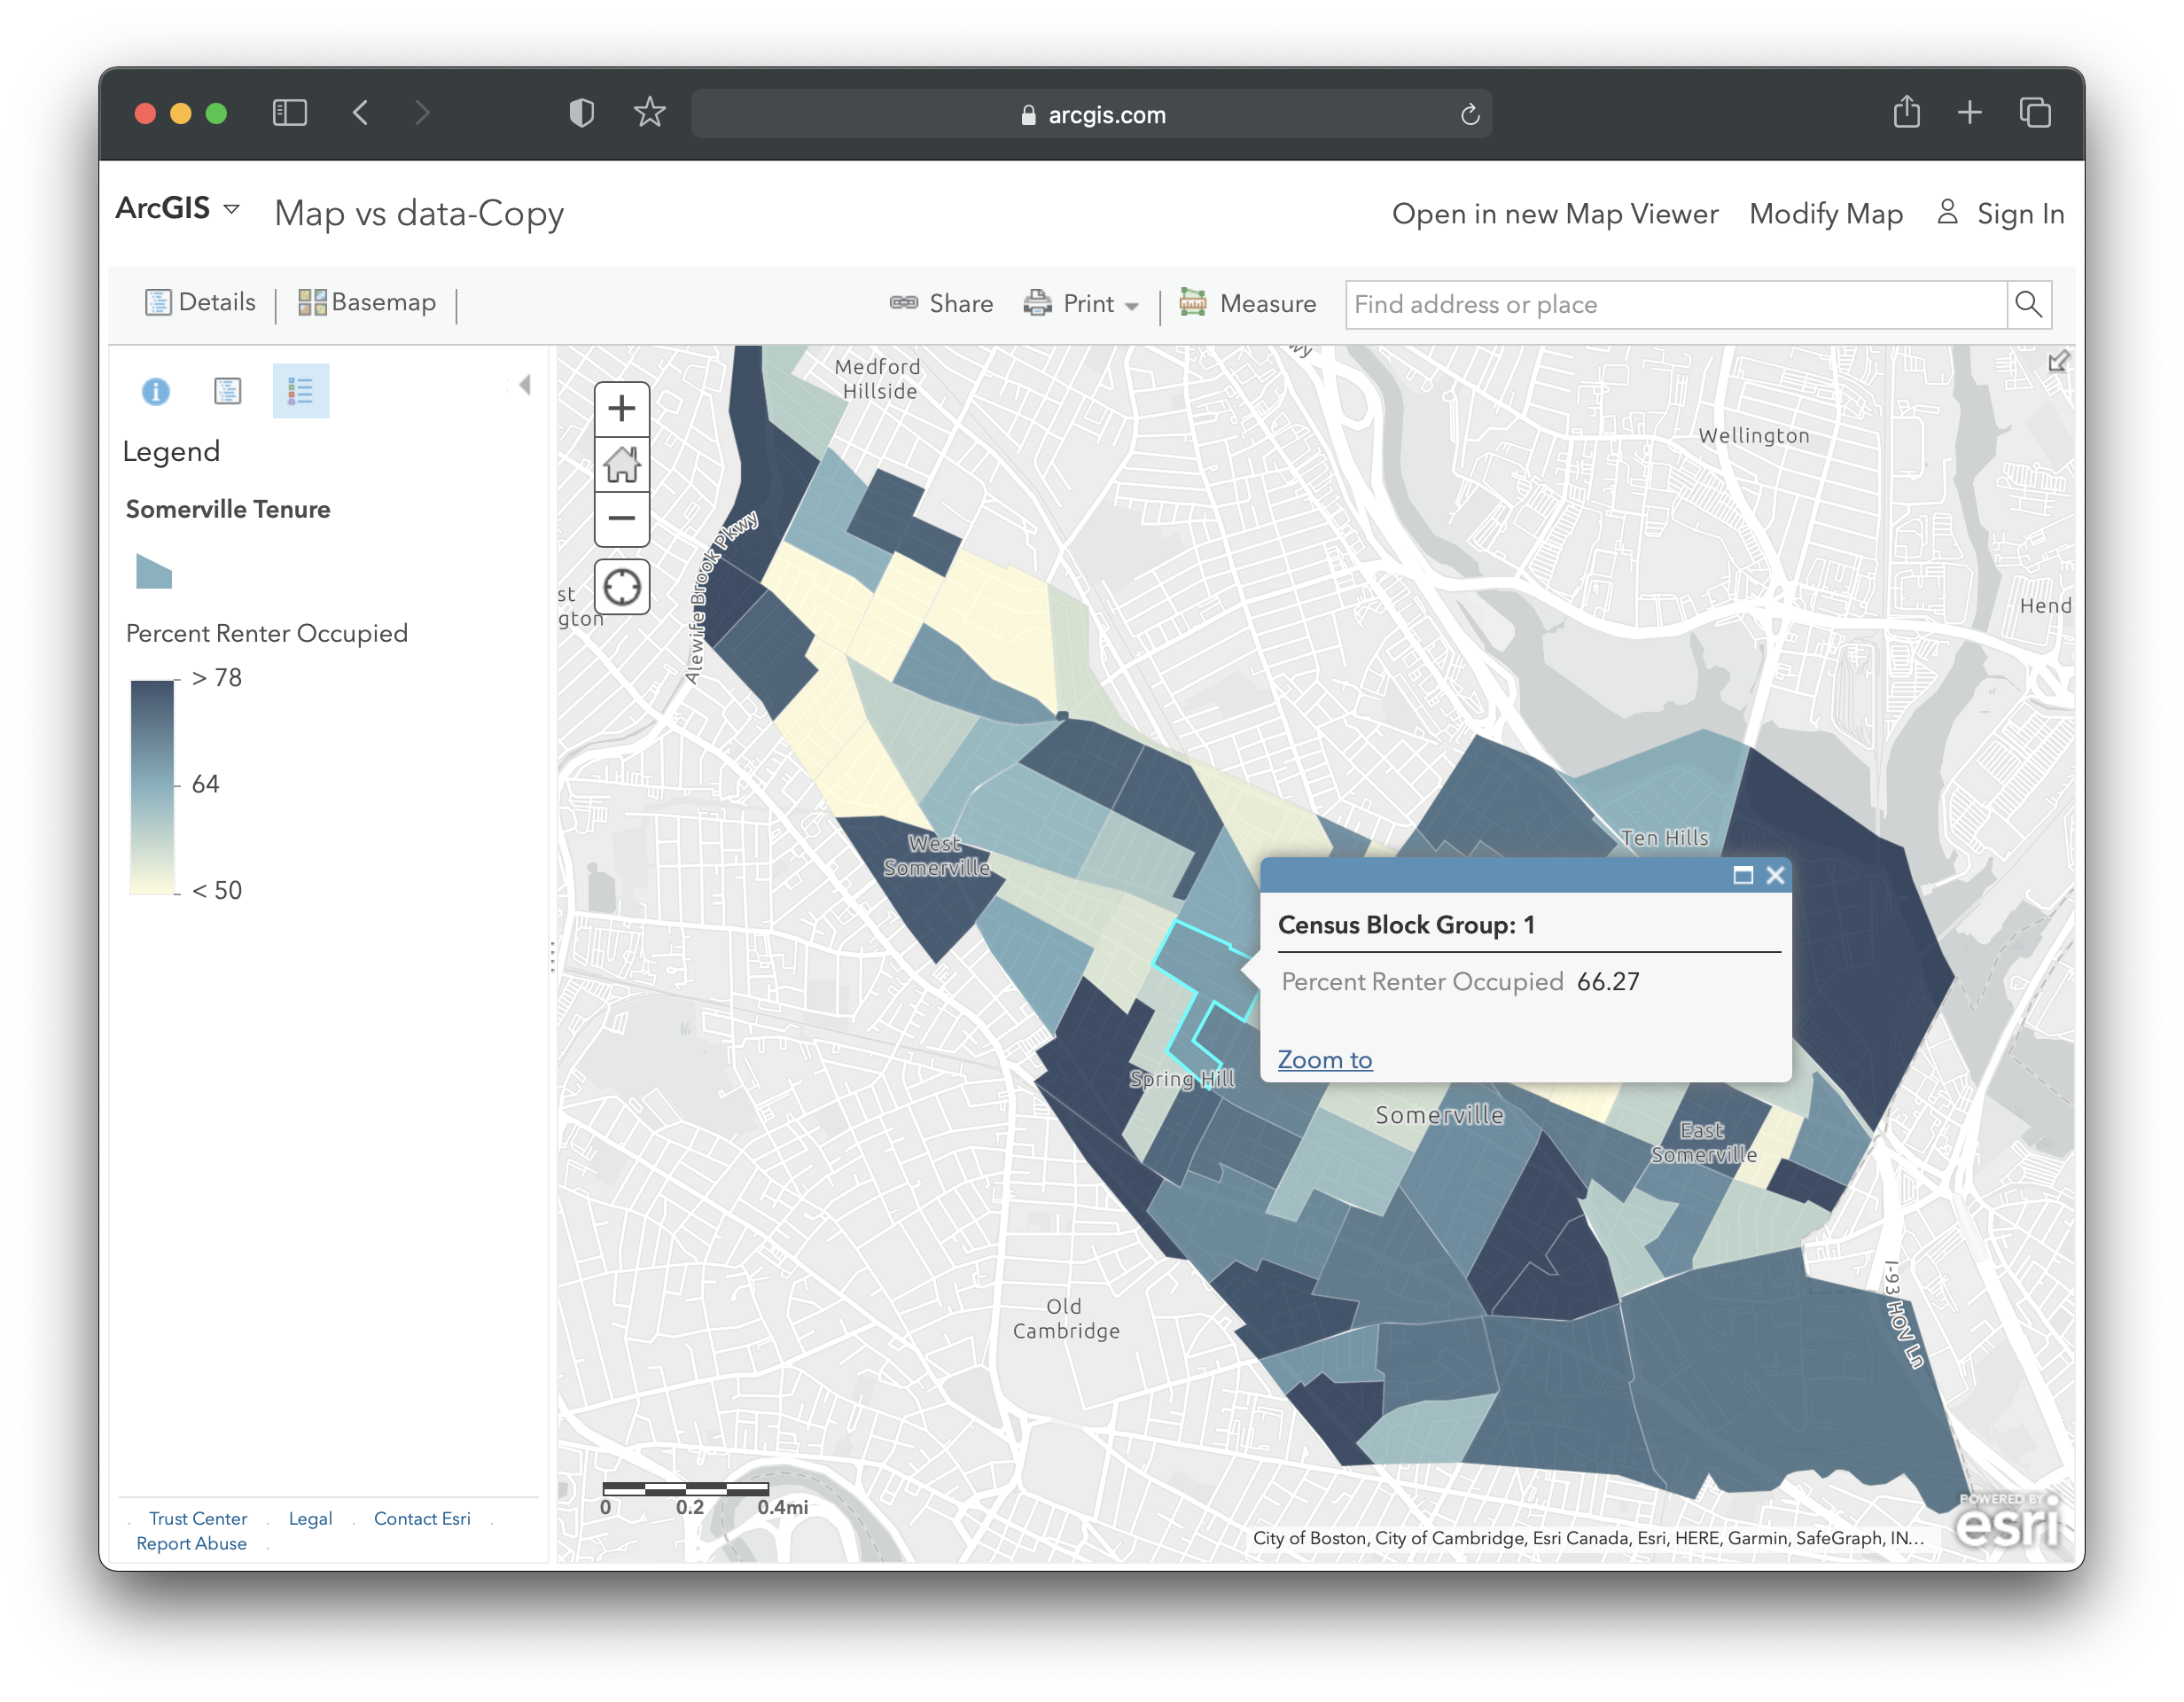 arcgis.com
ArcGIS
Map vs data-Copy
Open in new Map Viewer
Modify Map
Sign In
Details
Basemap
Share
Print
Measure
Find address or place
Legend
Somerville Tenure
Percent Renter Occupied
> 78
64
< 50
Trust Center
Legal
Contact Esri
Report Abuse
Medford
Hillside
Wellington
Hend
st
gton
Alewife Brook Pkwy
wy
Ten Hills
West
Somerville
Census Block Group: 1
Percent Renter Occupied 66.27
Zoom to
Spring Hill
Somerville
East
Somerville
Old
Cambridge
I-93 HOV Ln
0 0.2 0.4mi
POWERED BY
esri
City of Boston, City of Cambridge, Esri Canada, Esri, HERE, Garmin, SafeGraph, IN...